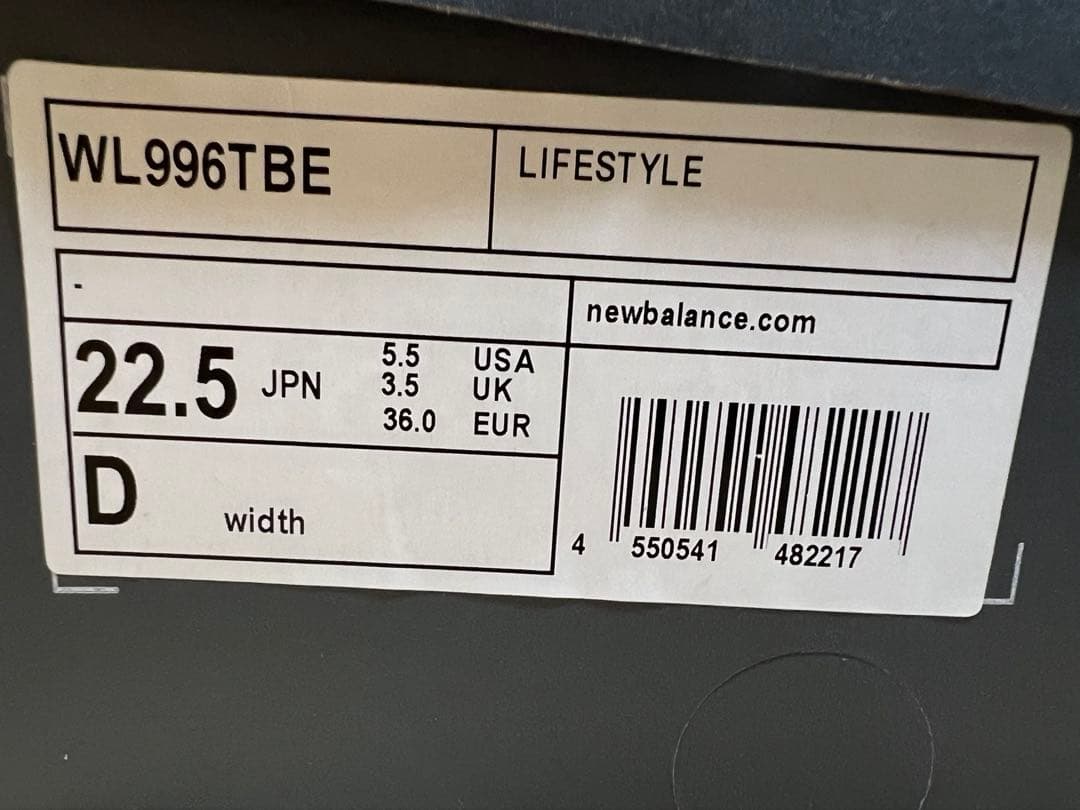 WL996TBE
LIFESTYLE
-
newbalance.com
22.5 JPN
5.5 USA
3.5 UK
36.0 EUR
D width
4 550541 482217